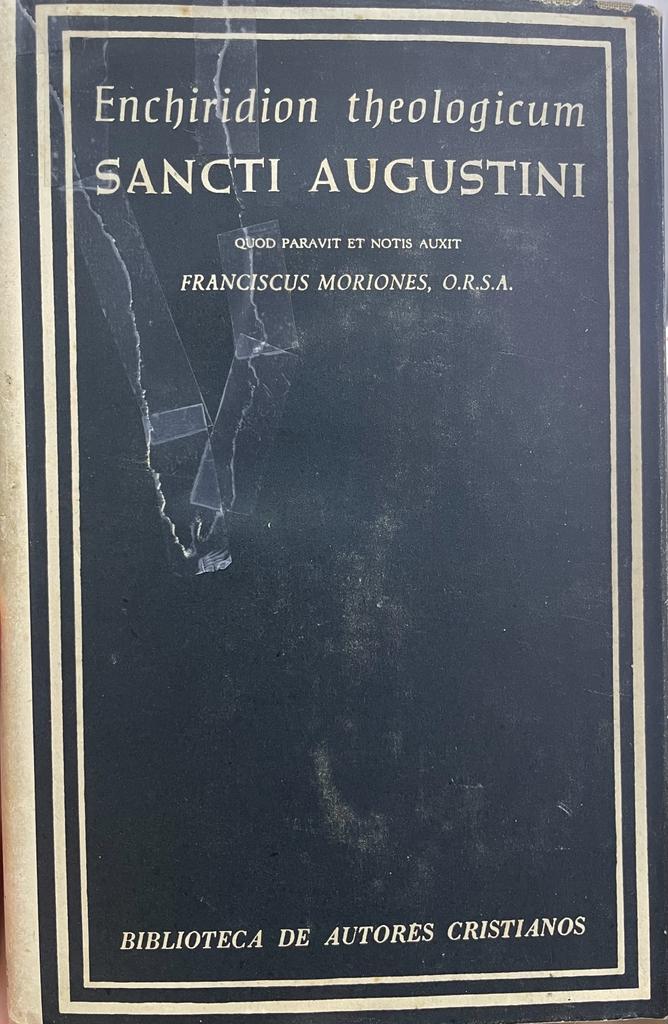 Enchiridion theologicum
SANCTI AUGUSTINI
QUOD PARAVIT ET NOTIS AUXIT
FRANCISCUS MORIONES, O.R.S.A.
BIBLIOTECA DE AUTORES CRISTIANOS